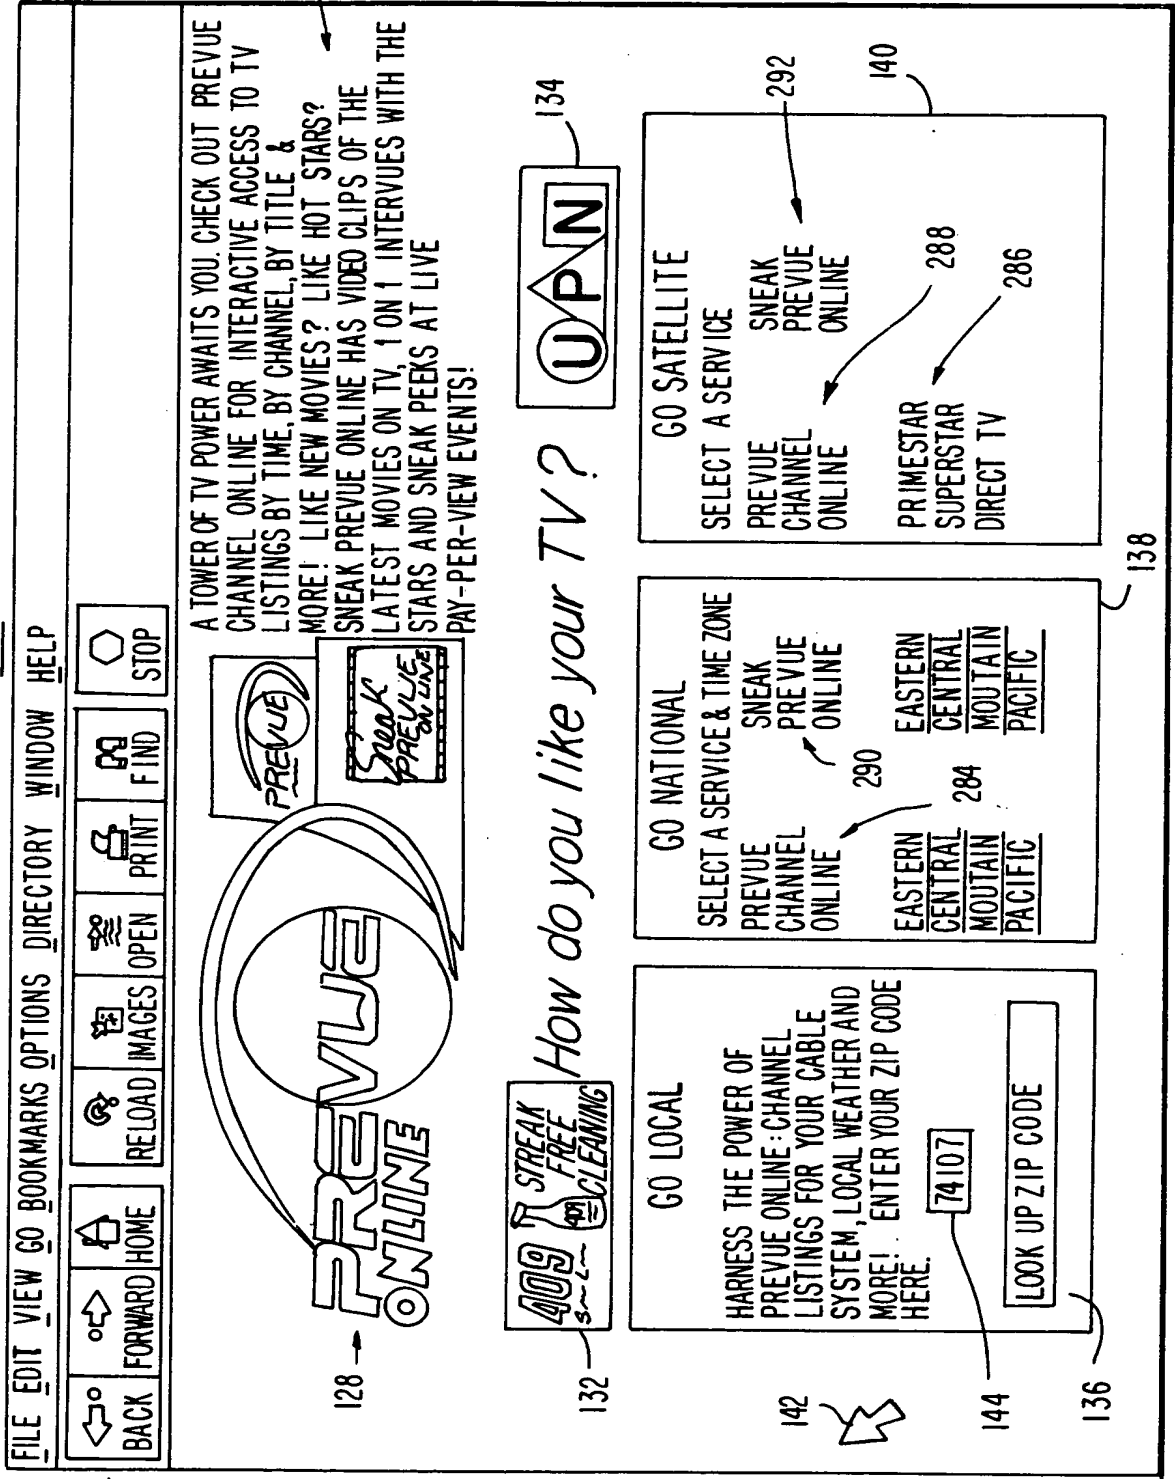 FILE EDIT VIEW GO BOOKMARKS OPTIONS DIRECTORY WINDOW HELP
BACK FORWARD HOME RELOAD IMAGES OPEN PRINT FIND STOP
A TOWER OF TV POWER AWAITS YOU. CHECK OUT PREVUE
CHANNEL ONLINE FOR INTERACTIVE ACCESS TO TV
LISTINGS BY TIME, BY CHANNEL, BY TITLE &
MORE! LIKE NEW MOVIES? LIKE HOT STARS?
SNEAK PREVUE ONLINE HAS VIDEO CLIPS OF THE
LATEST MOVIES ON TV, 1 ON 1 INTERVUES WITH THE
STARS AND SNEAK PEEKS AT LIVE
PAY-PER-VIEW EVENTS!
PREVUE
SneaK
PREVUE
ON LINE
PREVUE
ONLINE
128
409
STREAK
FREE
CLEANING
409
132
How do you like your TV?
UPN
134
GO LOCAL
HARNESS THE POWER OF
PREVUE ONLINE: CHANNEL
LISTINGS FOR YOUR CABLE
SYSTEM, LOCAL WEATHER AND
MORE! ENTER YOUR ZIP CODE
HERE.
74107
LOOK UP ZIP CODE
142
144
136
GO NATIONAL
SELECT A SERVICE & TIME ZONE
PREVUE
CHANNEL
ONLINE
284
EASTERN
CENTRAL
MOUTAIN
PACIFIC
SNEAK
PREVUE
ONLINE
290
EASTERN
CENTRAL
MOUTAIN
PACIFIC
138
GO SATELLITE
SELECT A SERVICE
PREVUE
CHANNEL
ONLINE
288
SNEAK
PREVUE
ONLINE
292
PRIMESTAR
SUPERSTAR
DIRECT TV
286
140